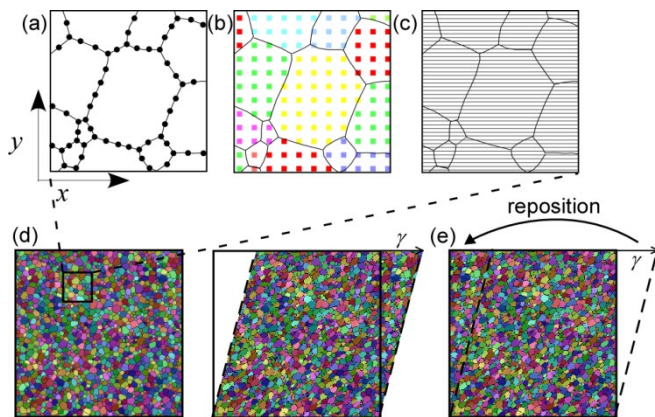 (a)
(b)
(c)
y
x
reposition
(d)
γ
(e)
γ